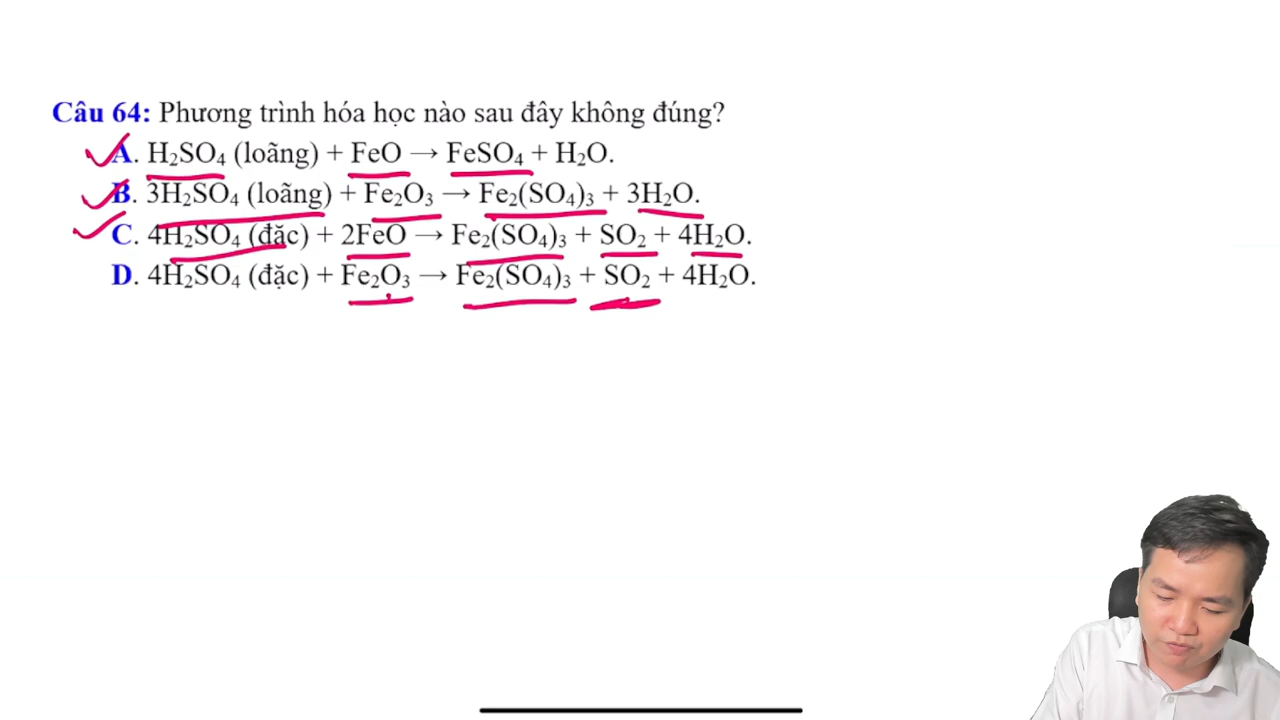 Câu 64: Phương trình hóa học nào sau đây không đúng?
A. H₂SO₄ (loãng) + FeO → FeSO₄ + H₂O.
B. 3H₂SO₄ (loãng) + Fe₂O₃ → Fe₂(SO₄)₃ + 3H₂O.
C. 4H₂SO₄ (đặc) + 2FeO → Fe₂(SO₄)₃ + SO₂ + 4H₂O.
D. 4H₂SO₄ (đặc) + Fe₂O₃ → Fe₂(SO₄)₃ + SO₂ + 4H₂O.